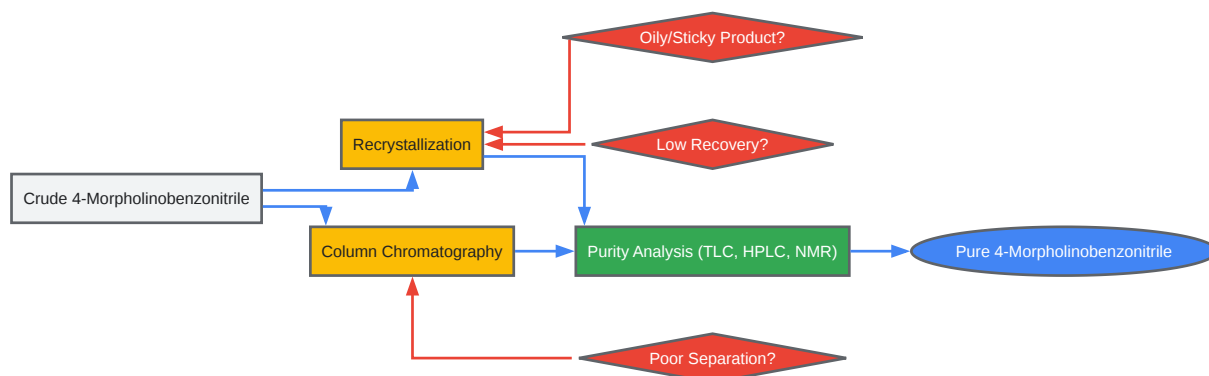 Oily/Sticky Product?
Recrystallization
Low Recovery?
Crude 4-Morpholinobenzonitrile
Column Chromatography
Purity Analysis (TLC, HPLC, NMR)
Pure 4-Morpholinobenzonitrile
Poor Separation?